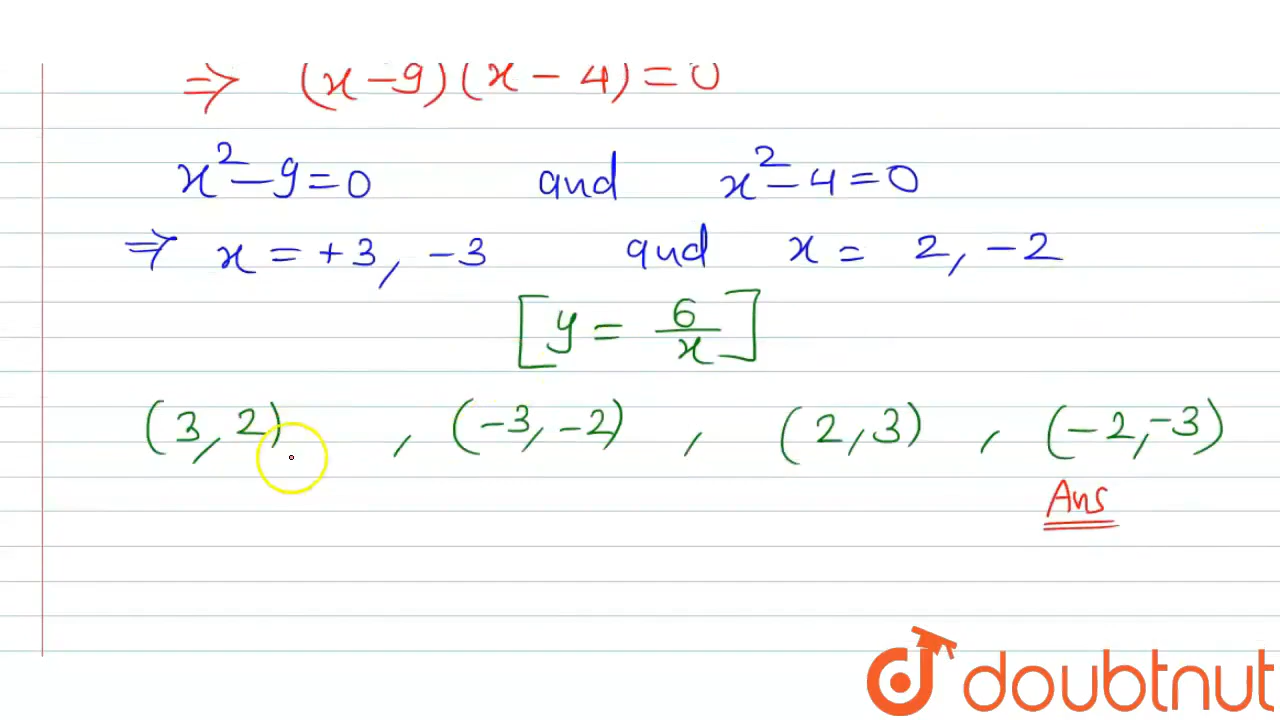 ⇒ (x-9)(x-4)=0
x²-9=0 and x²-4=0
⇒ x=+3,-3 and x= 2,-2
[y= 6/x]
(3,2) , (-3,-2) , (2,3) , (-2,-3)
Ans
doubtnut